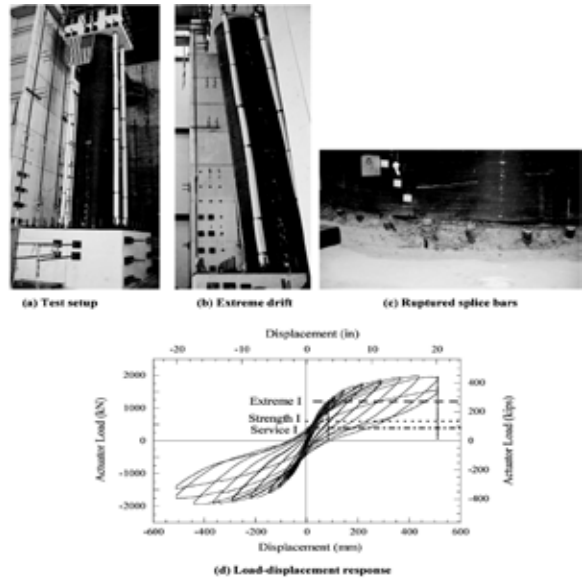 (a) Test setup
(b) Extreme drift
(c) Ruptured splice bars
Displacement (in)
-20 -10 0 10 20
2000
1000
0
-1000
-2000
Actuator Load (kN)
Extreme I
Strength I
Service I
400
200
0
-200
-400
Actuator Load (kips)
-600 -400 -200 0 200 400 600
Displacement (mm)
(d) Load-displacement response